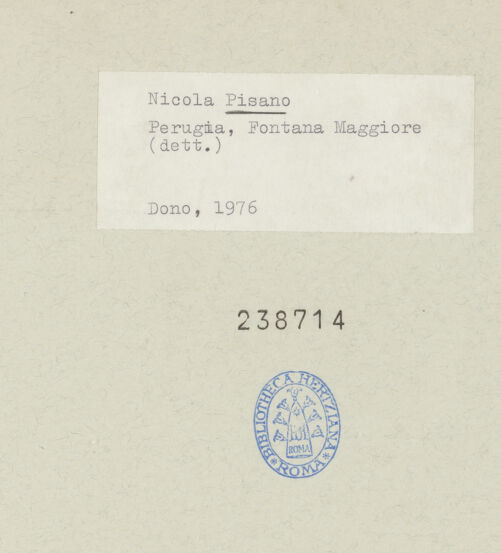 Nicola Pisano
Perugia, Fontana Maggiore
(dett.)
Dono, 1976
238714
BIBLIOTHECA HERTZIANA
* ROMA *
ROMA